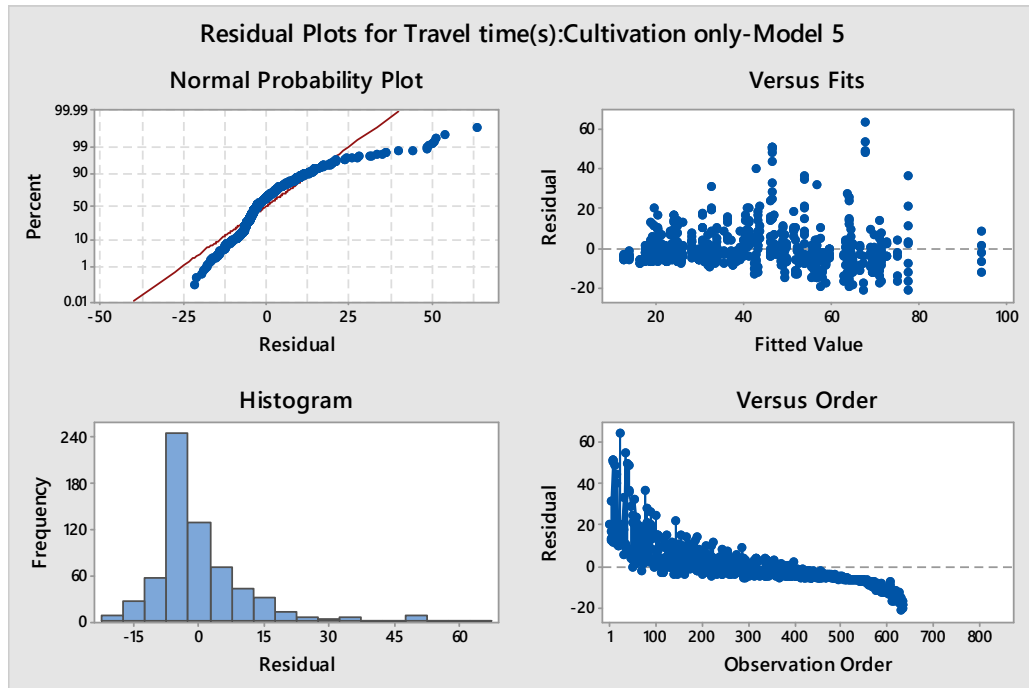 Residual Plots for Travel time(s):Cultivation only-Model 5
Normal Probability Plot
99.99
99
90
50
10
1
0.01
Percent
-50 -25 0 25 50
Residual
Versus Fits
60
40
20
0
-20
Residual
20 40 60 80 100
Fitted Value
Histogram
240
180
120
60
0
Frequency
-15 0 15 30 45 60
Residual
Versus Order
60
40
20
0
-20
Residual
1 100 200 300 400 500 600 700 800
Observation Order